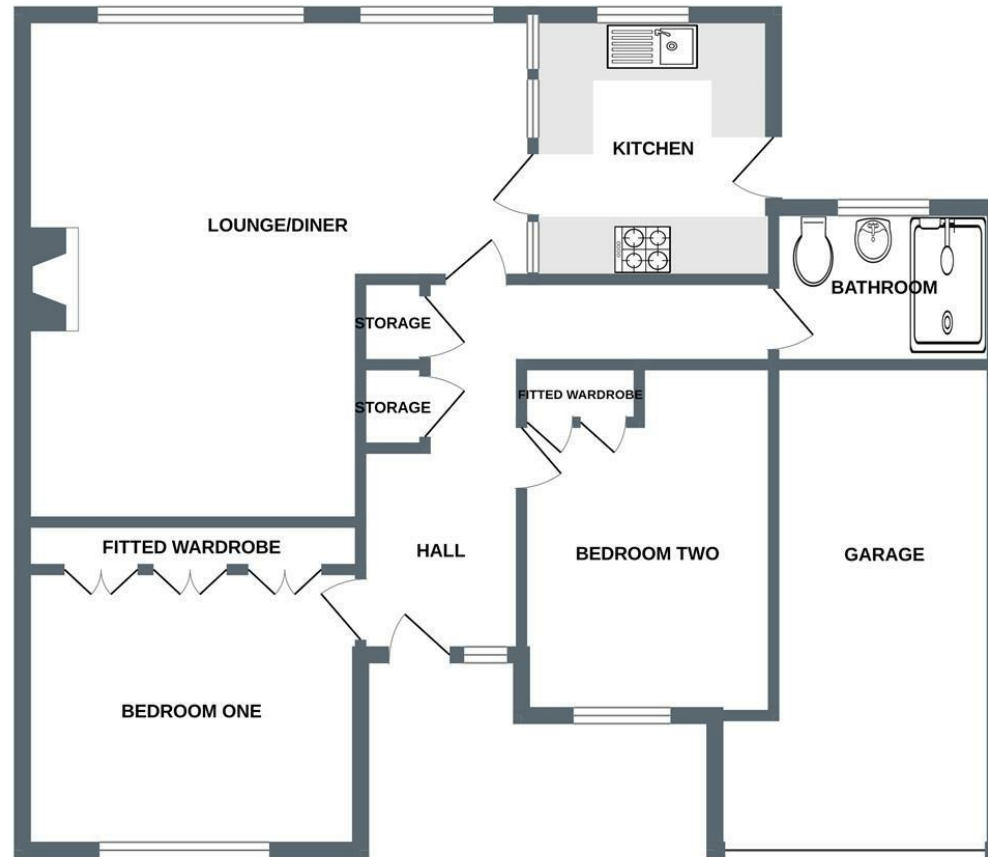 KITCHEN
LOUNGE/DINER
BATHROOM
STORAGE
STORAGE
FITTED WARDROBE
FITTED WARDROBE
HALL
BEDROOM TWO
GARAGE
BEDROOM ONE